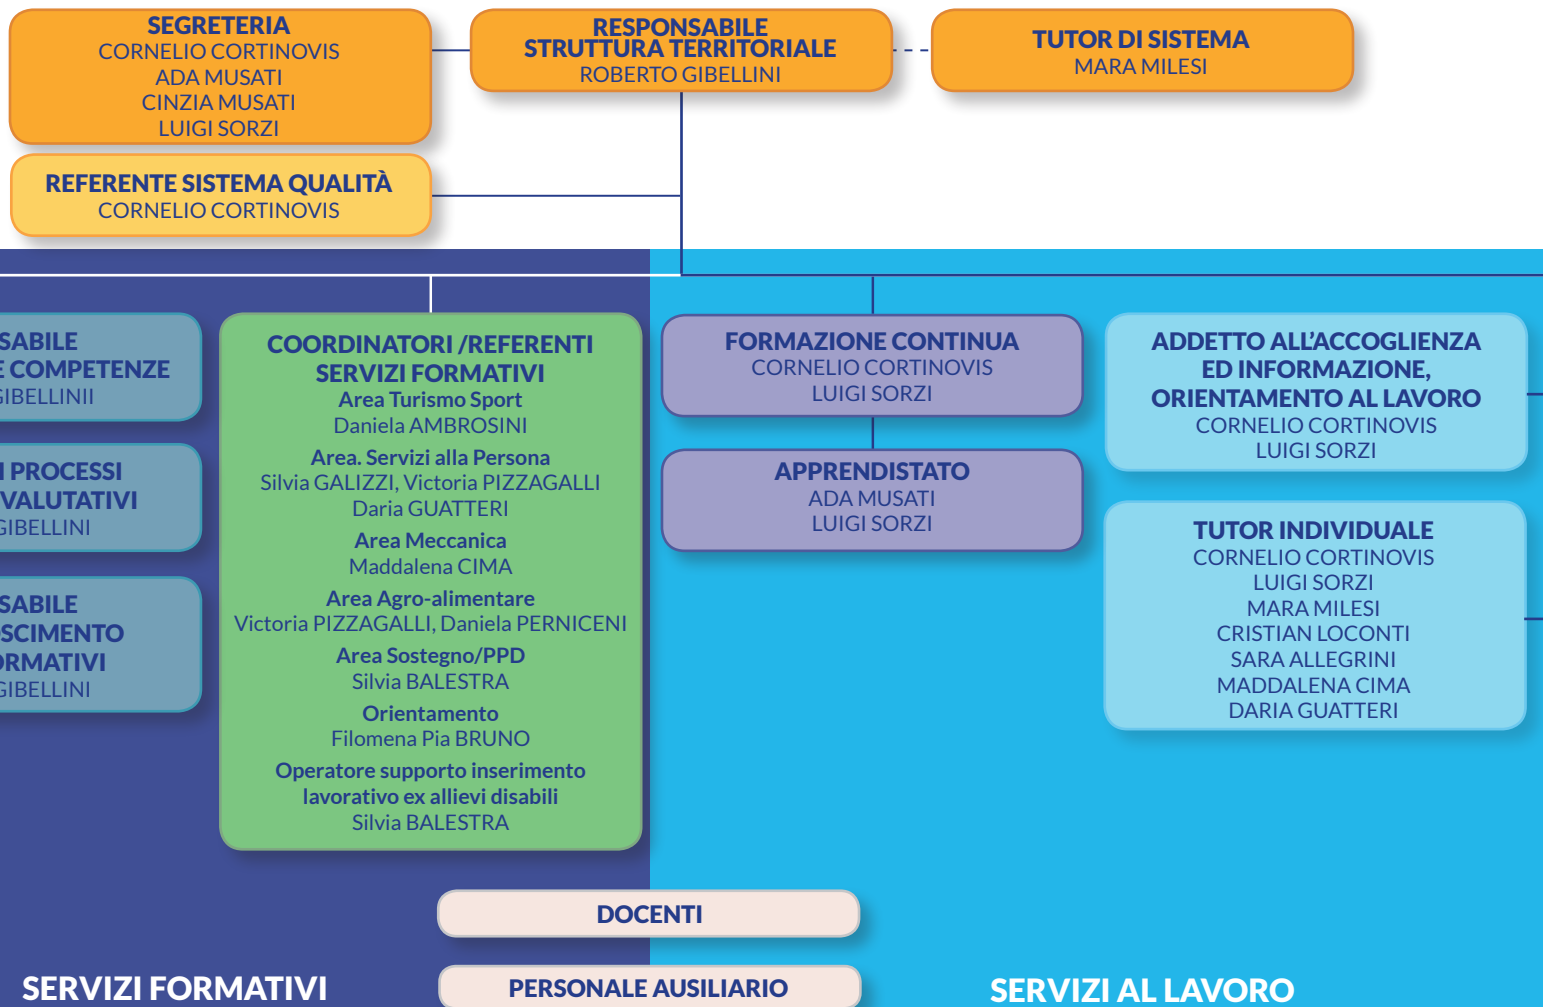 SEGRETERIA
CORNELIO CORTINOVIS
ADA MUSATI
CINZIA MUSATI
LUIGI SORZI
RESPONSABILE
STRUTTURA TERRITORIALE
ROBERTO GIBELLINI
TUTOR DI SISTEMA
MARA MILESI
REFERENTE SISTEMA QUALITÀ
CORNELIO CORTINOVIS
SABILE
E COMPETENZE
GIBELLINII
I PROCESSI
VALUTATIVI
GIBELLINI
SABILE
SCIMENTO
ORMATIVI
GIBELLINI
COORDINATORI /REFERENTI
SERVIZI FORMATIVI
Area Turismo Sport
Daniela AMBROSINI
Area. Servizi alla Persona
Silvia GALIZZI, Victoria PIZZAGALLI
Daria GUATTERI
Area Meccanica
Maddalena CIMA
Area Agro-alimentare
Victoria PIZZAGALLI, Daniela PERNICENI
Area Sostegno/PPD
Silvia BALESTRA
Orientamento
Filomena Pia BRUNO
Operatore supporto inserimento
lavorativo ex allievi disabili
Silvia BALESTRA
FORMAZIONE CONTINUA
CORNELIO CORTINOVIS
LUIGI SORZI
APPRENDISTATO
ADA MUSATI
LUIGI SORZI
ADDETTO ALL'ACCOGLIENZA
ED INFORMAZIONE,
ORIENTAMENTO AL LAVORO
CORNELIO CORTINOVIS
LUIGI SORZI
TUTOR INDIVIDUALE
CORNELIO CORTINOVIS
LUIGI SORZI
MARA MILESI
CRISTIAN LOCONTI
SARA ALLEGRINI
MADDALENA CIMA
DARIA GUATTERI
DOCENTI
PERSONALE AUSILIARIO
SERVIZI FORMATIVI
SERVIZI AL LAVORO